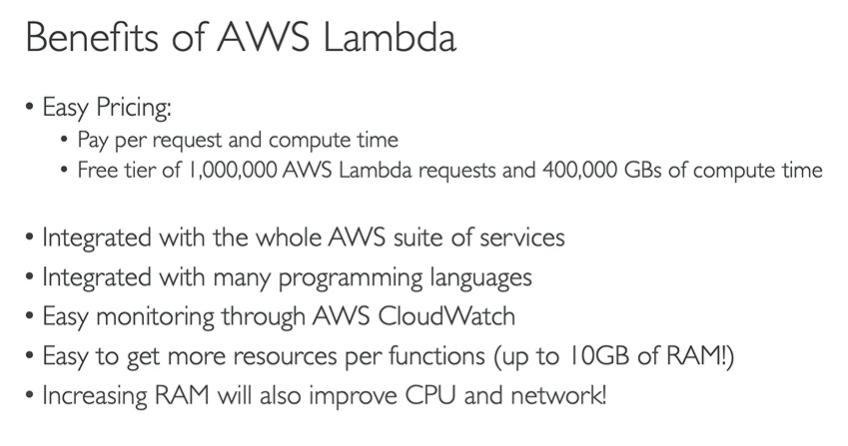 Benefits of AWS Lambda
• Easy Pricing:
• Pay per request and compute time
• Free tier of 1,000,000 AWS Lambda requests and 400,000 GBs of compute time
• Integrated with the whole AWS suite of services
• Integrated with many programming languages
• Easy monitoring through AWS CloudWatch
• Easy to get more resources per functions (up to 10GB of RAM!)
• Increasing RAM will also improve CPU and network!